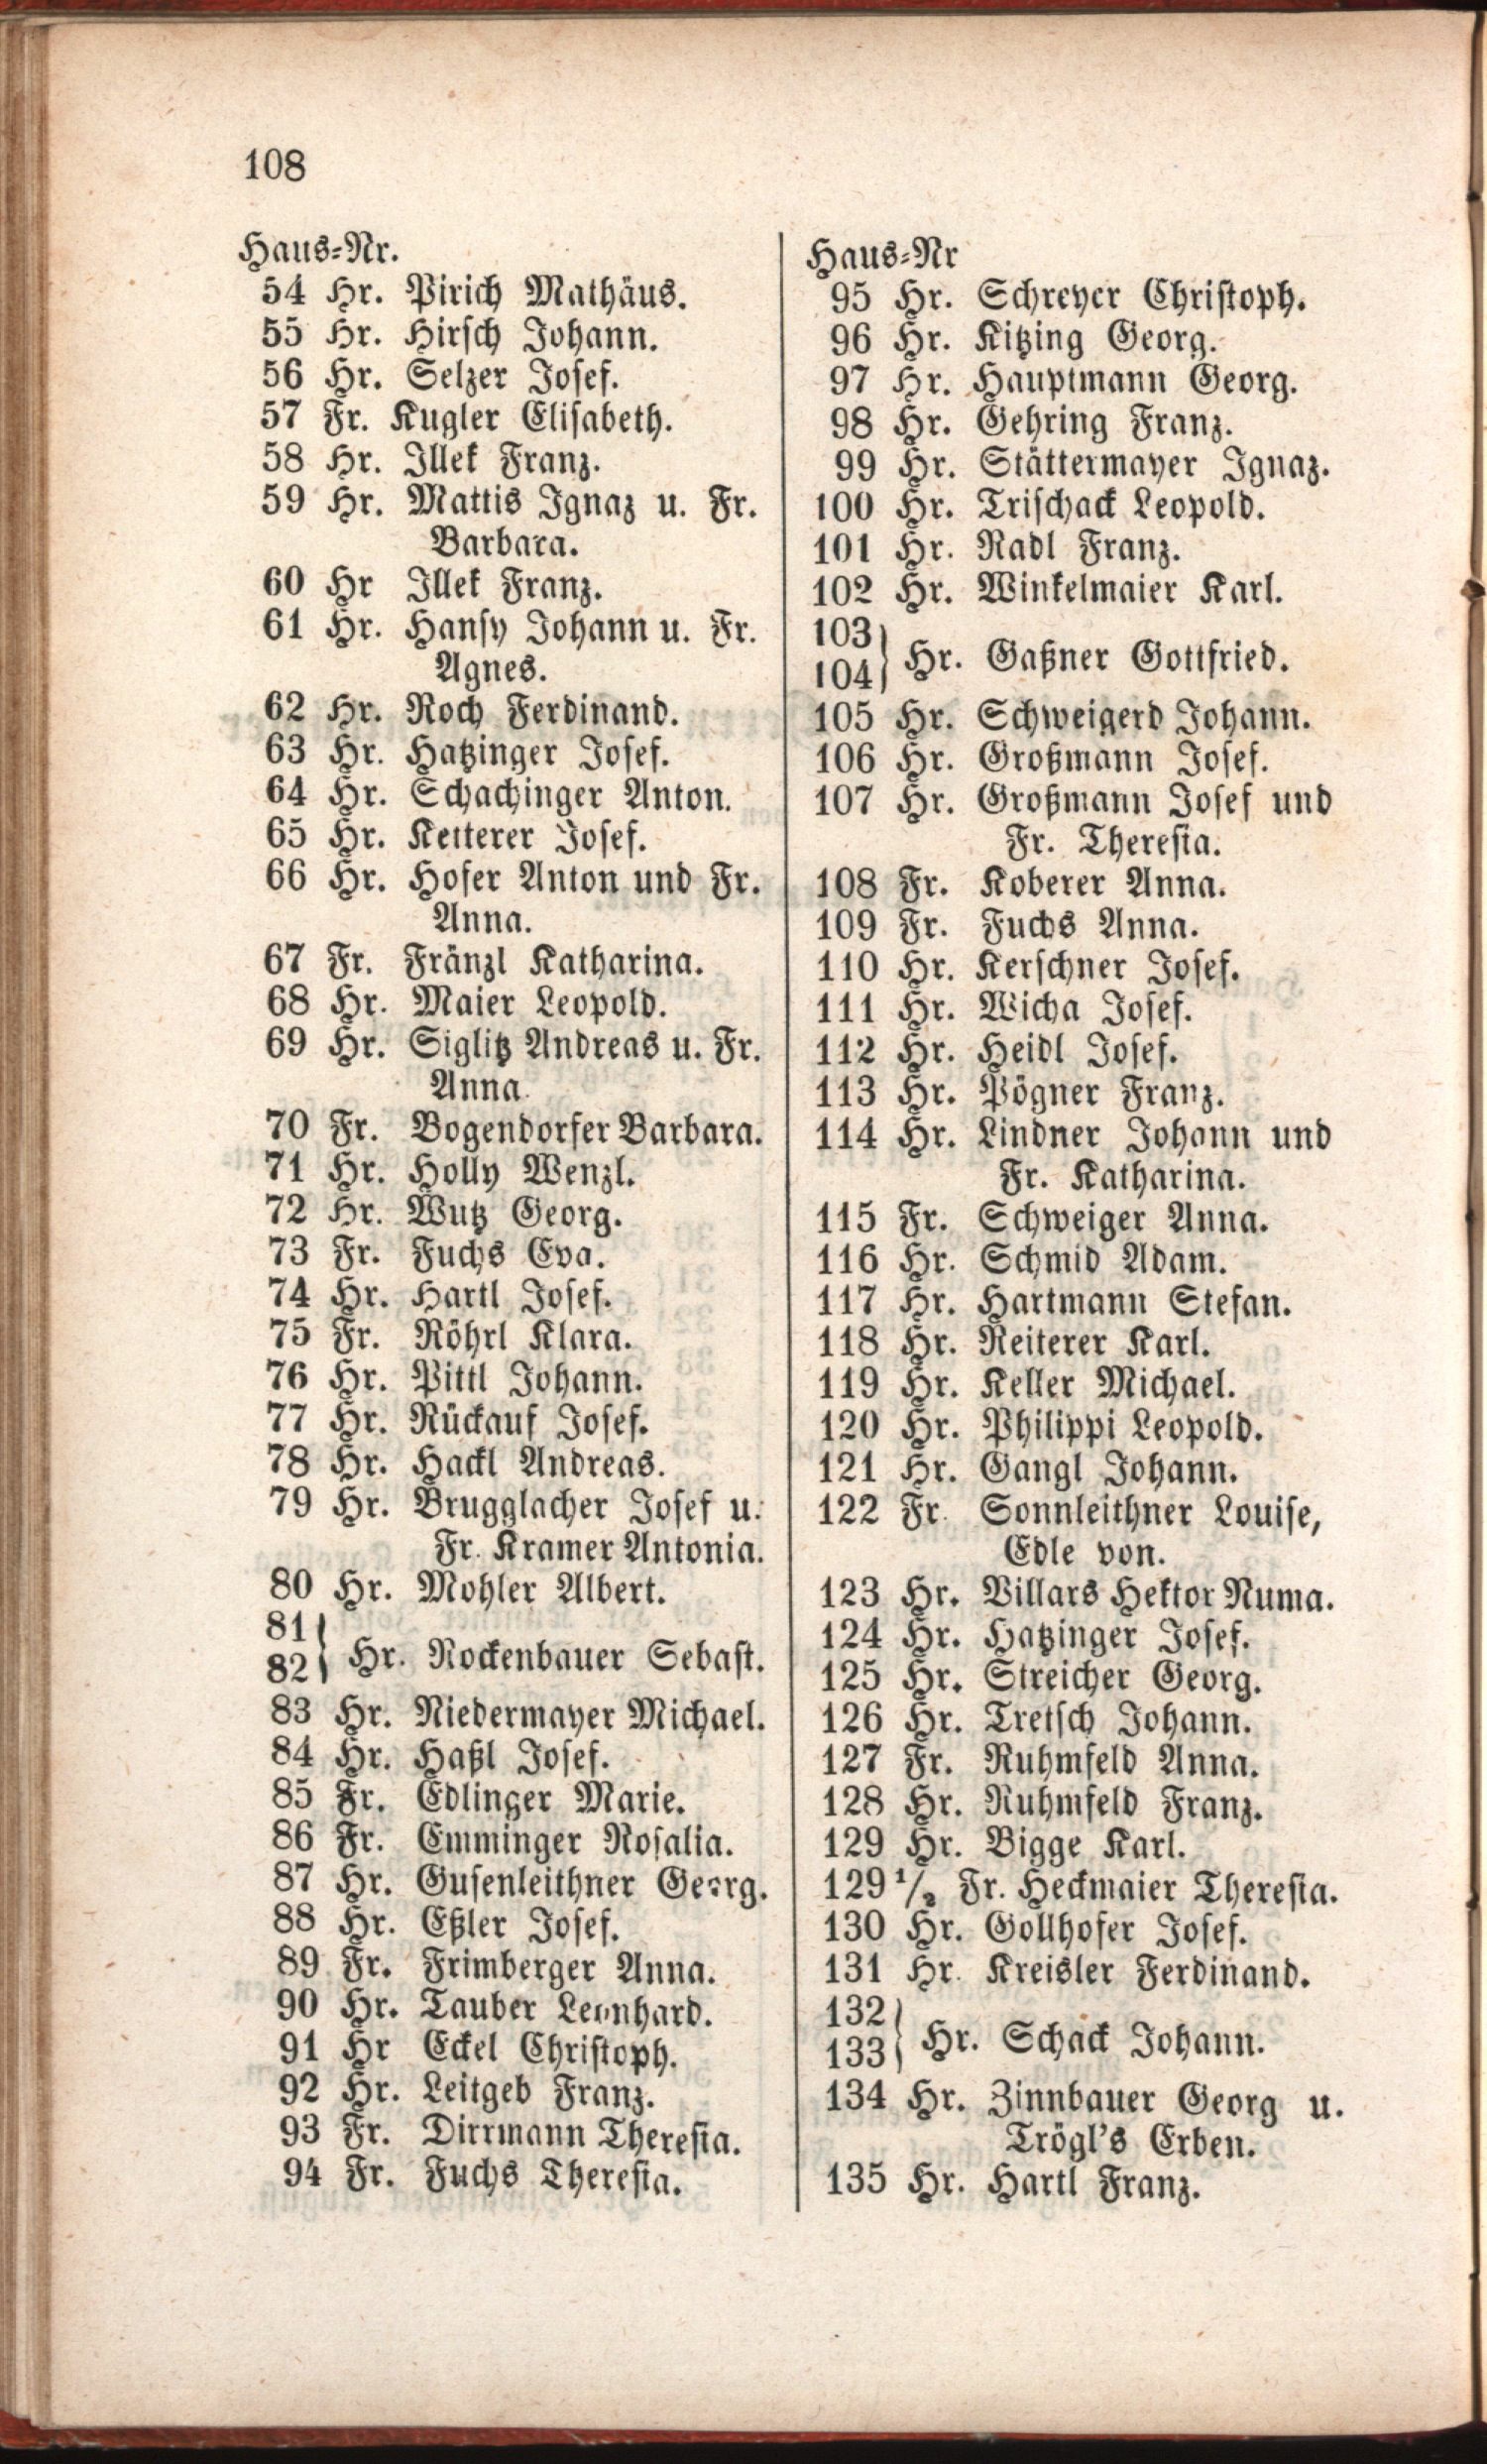 108
Haus-Nr.
54 Hr. Pirich Mathäus.
55 Hr. Hirsch Johann.
56 Hr. Selzer Josef.
57 Fr. Kugler Elisabeth.
58 Hr. Illek Franz.
59 Hr. Mattis Ignaz u. Fr.
Barbara.
60 Hr Illek Franz.
61 Hr. Hansy Johann u. Fr.
Agnes.
62 Hr. Roch Ferdinand.
63 Hr. Hatzinger Josef.
64 Hr. Schachinger Anton.
65 Hr. Ketterer Josef.
66 Hr. Hofer Anton und Fr.
Anna.
67 Fr. Fränzl Katharina.
68 Hr. Maier Leopold.
69 Hr. Siglitz Andreas u. Fr.
Anna.
70 Fr. Bogendorfer Barbara.
71 Hr. Holly Wenzl.
72 Hr. Wutz Georg.
73 Fr. Fuchs Eva.
74 Hr. Hartl Josef.
75 Fr. Röhrl Klara.
76 Hr. Pittl Johann.
77 Hr. Rückauf Josef.
78 Hr. Hackl Andreas.
79 Hr. Brugglacher Josef u.
Fr. Kramer Antonia.
80 Hr. Mohler Albert.
81
82 } Hr. Rockenbauer Sebast.
83 Hr. Niedermayer Michael.
84 Hr. Haßl Josef.
85 Fr. Edlinger Marie.
86 Fr. Emminger Rosalia.
87 Hr. Gusenleithner Georg.
88 Hr. Eßler Josef.
89 Fr. Frimberger Anna.
90 Hr. Tauber Leonhard.
91 Hr Eckel Christoph.
92 Hr. Leitgeb Franz.
93 Fr. Dirrmann Theresia.
94 Fr. Fuchs Theresia.
Haus-Nr
95 Hr. Schreyer Christoph.
96 Hr. Kitzing Georg.
97 Hr. Hauptmann Georg.
98 Hr. Gehring Franz.
99 Hr. Stättermayer Ignaz.
100 Hr. Trischack Leopold.
101 Hr. Radl Franz.
102 Hr. Winkelmaier Karl.
103
104 } Hr. Gaßner Gottfried.
105 Hr. Schweigerd Johann.
106 Hr. Großmann Josef.
107 Hr. Großmann Josef und
Fr. Theresia.
108 Fr. Koberer Anna.
109 Fr. Fuchs Anna.
110 Hr. Kerschner Josef.
111 Hr. Wicha Josef.
112 Hr. Heidl Josef.
113 Hr. Pögner Franz.
114 Hr. Lindner Johann und
Fr. Katharina.
115 Fr. Schweiger Anna.
116 Hr. Schmid Adam.
117 Hr. Hartmann Stefan.
118 Hr. Reiterer Karl.
119 Hr. Keller Michael.
120 Hr. Philippi Leopold.
121 Hr. Gangl Johann.
122 Fr. Sonnleithner Louise,
Edle von.
123 Hr. Villars Hektor Numa.
124 Hr. Hatzinger Josef.
125 Hr. Streicher Georg.
126 Hr. Tretsch Johann.
127 Fr. Ruhmfeld Anna.
128 Hr. Ruhmfeld Franz.
129 Hr. Bigge Karl.
129 1/2 Fr. Heckmaier Theresia.
130 Hr. Gollhofer Josef.
131 Hr. Kreisler Ferdinand.
132
133 } Hr. Schack Johann.
134 Hr. Zinnbauer Georg u.
Trögl's Erben.
135 Hr. Hartl Franz.